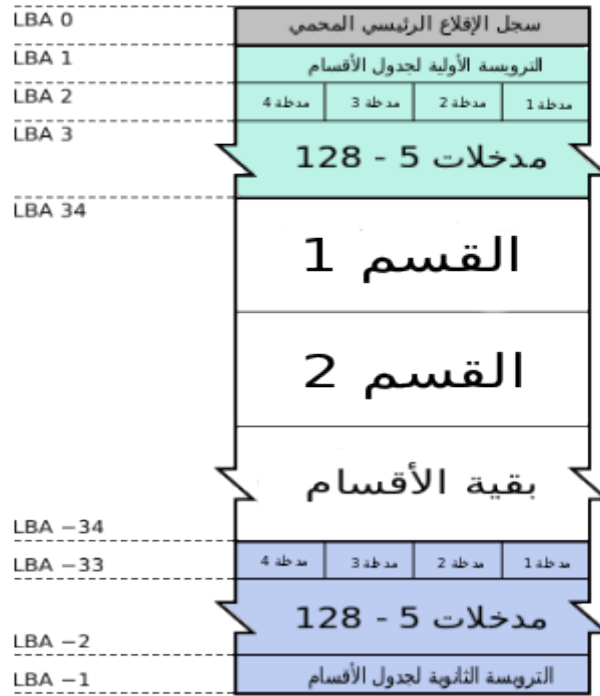 LBA 0
سجل الإقلاع الرئيسي المحمي
LBA 1
الترويسة الأولية لجدول الأقسام
LBA 2
مدخلة 1 مدخلة 2 مدخلة 3 مدخلة 4
LBA 3
مدخلات 5 - 128
LBA 34
القسم 1
القسم 2
بقية الأقسام
LBA −34
LBA −33
مدخلة 1 مدخلة 2 مدخلة 3 مدخلة 4
مدخلات 5 - 128
LBA −2
LBA −1
الترويسة الثانوية لجدول الأقسام